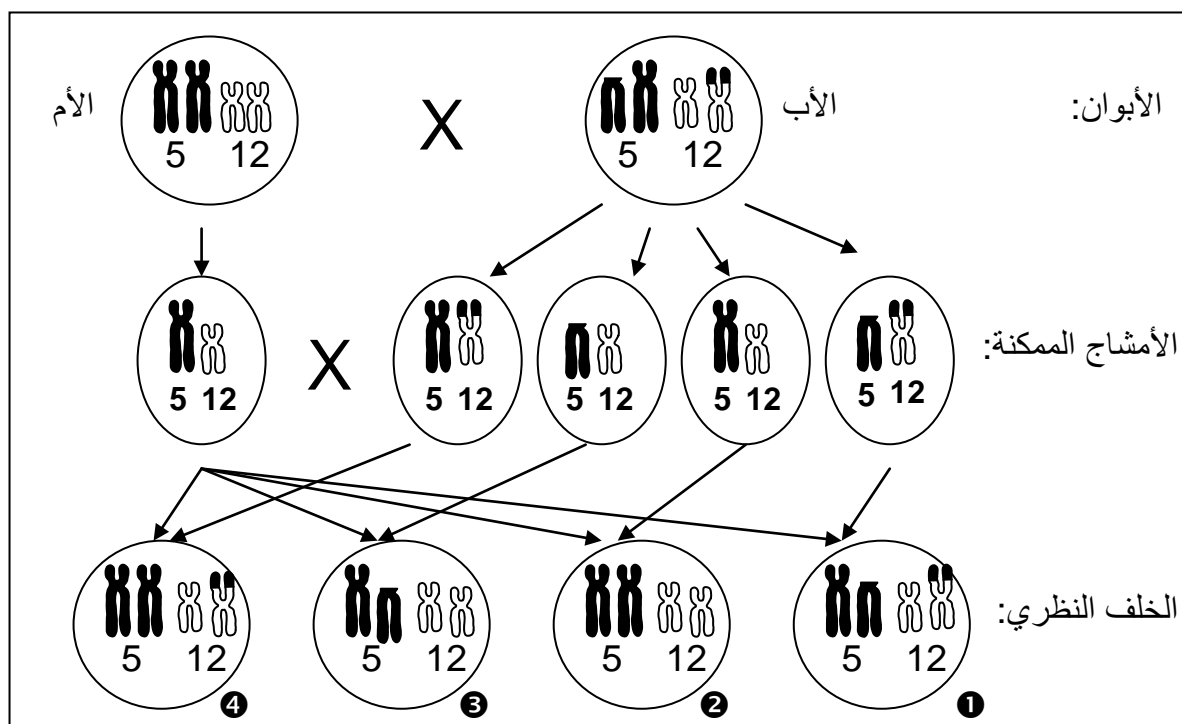 الأبوان: الأب X الأم
5 12 5 12
الأمشاج الممكنة: X
5 12 5 12 5 12 5 12 5 12
الخلف النظري:
5 12 5 12 5 12 5 12
❶ ❷ ❸ ❹